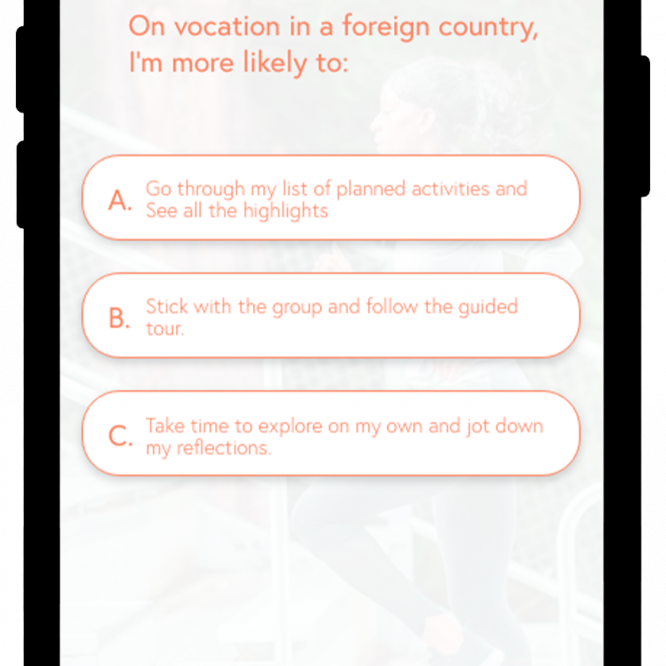 On vocation in a foreign country,
I'm more likely to:
A. Go through my list of planned activities and
See all the highlights
B. Stick with the group and follow the guided
tour.
C. Take time to explore on my own and jot down
my reflections.